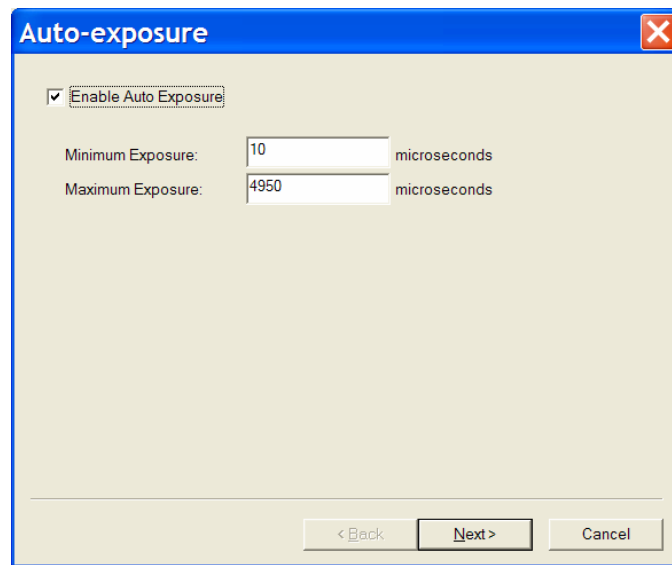 Auto-exposure
Enable Auto Exposure
Minimum Exposure: 10 microseconds
Maximum Exposure: 4950 microseconds
< Back Next > Cancel